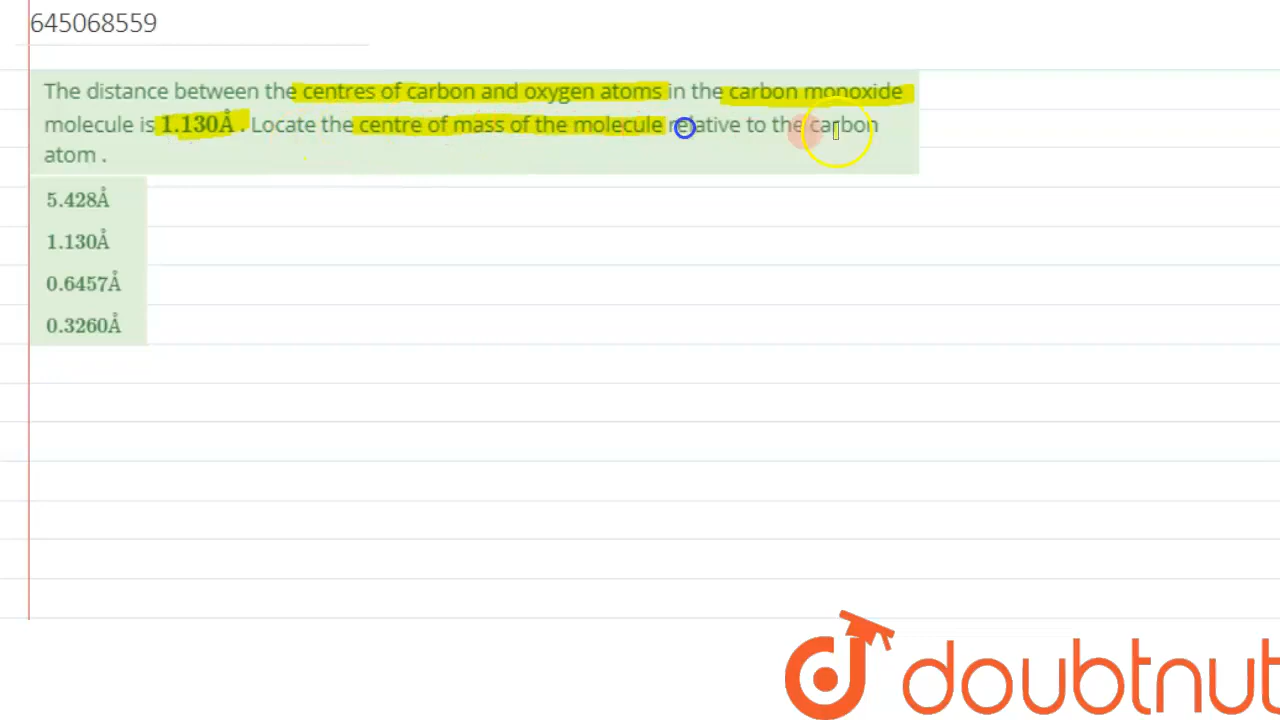 645068559
The distance between the centres of carbon and oxygen atoms in the carbon monoxide
molecule is 1.130Å . Locate the centre of mass of the molecule relative to the carbon
atom .
5.428Å
1.130Å
0.6457Å
0.3260Å
doubtnut